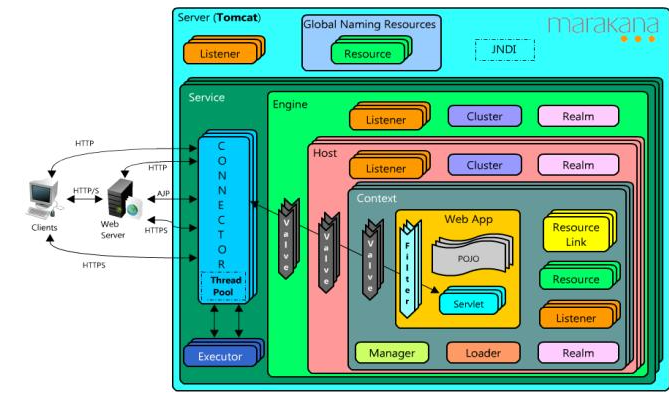 Server (Tomcat)
Global Naming Resources
marakana
Listener
Resource
JNDI
Service
Engine
Listener
Cluster
Realm
Host
Listener
Cluster
Realm
Context
Web App
Resource
Link
POJO
Resource
Servlet
Listener
Manager
Loader
Realm
Valve
Valve
Valve
Filter
CONNECTOR
Thread
Pool
Executor
HTTP
HTTP
HTTP/S
AJP
Clients
Web
Server
HTTPS
HTTPS